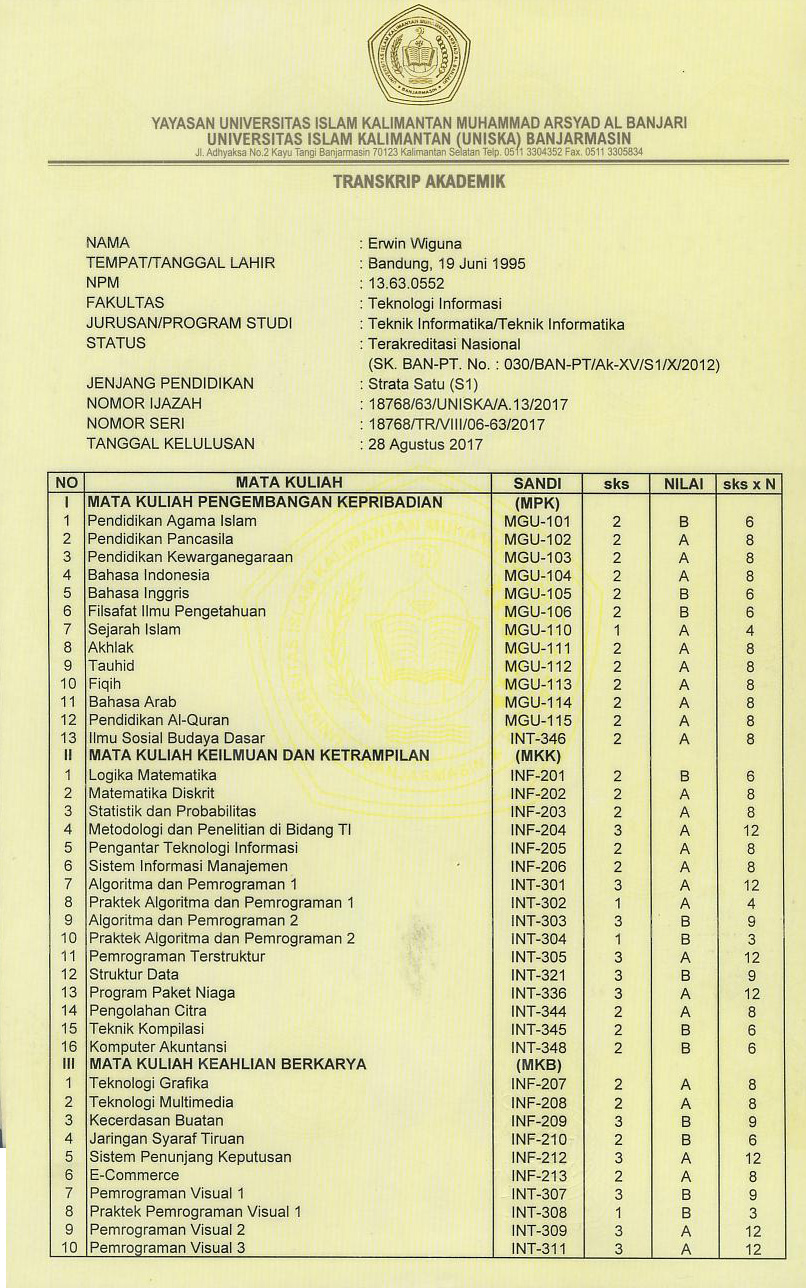 YAYASAN UNIVERSITAS ISLAM KALIMANTAN MUHAMMAD ARSYAD AL BANJARI
UNIVERSITAS ISLAM KALIMANTAN (UNISKA) BANJARMASIN
Jl. Adhyaksa No.2 Kayu Tangi Banjarmasin 70123 Kalimantan Selatan Telp. 0511 3304352 Fax. 0511 3305834
TRANSKRIP AKADEMIK
NAMA : Erwin Wiguna
TEMPAT/TANGGAL LAHIR : Bandung, 19 Juni 1995
NPM : 13.63.0552
FAKULTAS : Teknologi Informasi
JURUSAN/PROGRAM STUDI : Teknik Informatika/Teknik Informatika
STATUS : Terakreditasi Nasional
(SK. BAN-PT. No. : 030/BAN-PT/Ak-XV/S1/X/2012)
JENJANG PENDIDIKAN : Strata Satu (S1)
NOMOR IJAZAH : 18768/63/UNISKA/A.13/2017
NOMOR SERI : 18768/TR/VIII/06-63/2017
TANGGAL KELULUSAN : 28 Agustus 2017
NO MATA KULIAH SANDI sks NILAI sks x N
I MATA KULIAH PENGEMBANGAN KEPRIBADIAN (MPK)
1 Pendidikan Agama Islam MGU-101 2 B 6
2 Pendidikan Pancasila MGU-102 2 A 8
3 Pendidikan Kewarganegaraan MGU-103 2 A 8
4 Bahasa Indonesia MGU-104 2 A 8
5 Bahasa Inggris MGU-105 2 B 6
6 Filsafat Ilmu Pengetahuan MGU-106 2 B 6
7 Sejarah Islam MGU-110 1 A 4
8 Akhlak MGU-111 2 A 8
9 Tauhid MGU-112 2 A 8
10 Fiqih MGU-113 2 A 8
11 Bahasa Arab MGU-114 2 A 8
12 Pendidikan Al-Quran MGU-115 2 A 8
13 Ilmu Sosial Budaya Dasar INT-346 2 A 8
II MATA KULIAH KEILMUAN DAN KETRAMPILAN (MKK)
1 Logika Matematika INF-201 2 B 6
2 Matematika Diskrit INF-202 2 A 8
3 Statistik dan Probabilitas INF-203 2 A 8
4 Metodologi dan Penelitian di Bidang TI INF-204 3 A 12
5 Pengantar Teknologi Informasi INF-205 2 A 8
6 Sistem Informasi Manajemen INF-206 2 A 8
7 Algoritma dan Pemrograman 1 INT-301 3 A 12
8 Praktek Algoritma dan Pemrograman 1 INT-302 1 A 4
9 Algoritma dan Pemrograman 2 INT-303 3 B 9
10 Praktek Algoritma dan Pemrograman 2 INT-304 1 B 3
11 Pemrograman Terstruktur INT-305 3 A 12
12 Struktur Data INT-321 3 B 9
13 Program Paket Niaga INT-336 3 A 12
14 Pengolahan Citra INT-344 2 A 8
15 Teknik Kompilasi INT-345 2 B 6
16 Komputer Akuntansi INT-348 2 B 6
III MATA KULIAH KEAHLIAN BERKARYA (MKB)
1 Teknologi Grafika INF-207 2 A 8
2 Teknologi Multimedia INF-208 2 A 8
3 Kecerdasan Buatan INF-209 3 B 9
4 Jaringan Syaraf Tiruan INF-210 2 B 6
5 Sistem Penunjang Keputusan INF-212 3 A 12
6 E-Commerce INF-213 2 A 8
7 Pemrograman Visual 1 INT-307 3 B 9
8 Praktek Pemrograman Visual 1 INT-308 1 B 3
9 Pemrograman Visual 2 INT-309 3 A 12
10 Pemrograman Visual 3 INT-311 3 A 12